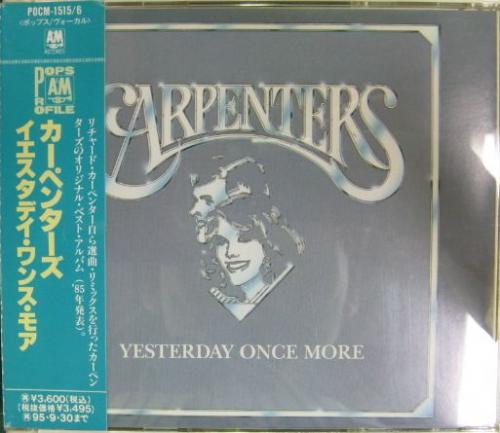 POCM-1515/6
〈ポップス/ヴォーカル〉
A&M
RECORDS
POPS
A&M
PROFILE
カーペンターズ
イエスタデイ・ワンス・モア
リチャード・カーペンター自ら選曲・リミックスを行ったカーペン
ターズのオリジナル・ベスト・アルバム('85年発表)。
¥3,600(税込)
(税抜価格¥3,495)
95・9・30まで
CARPENTERS
YESTERDAY ONCE MORE